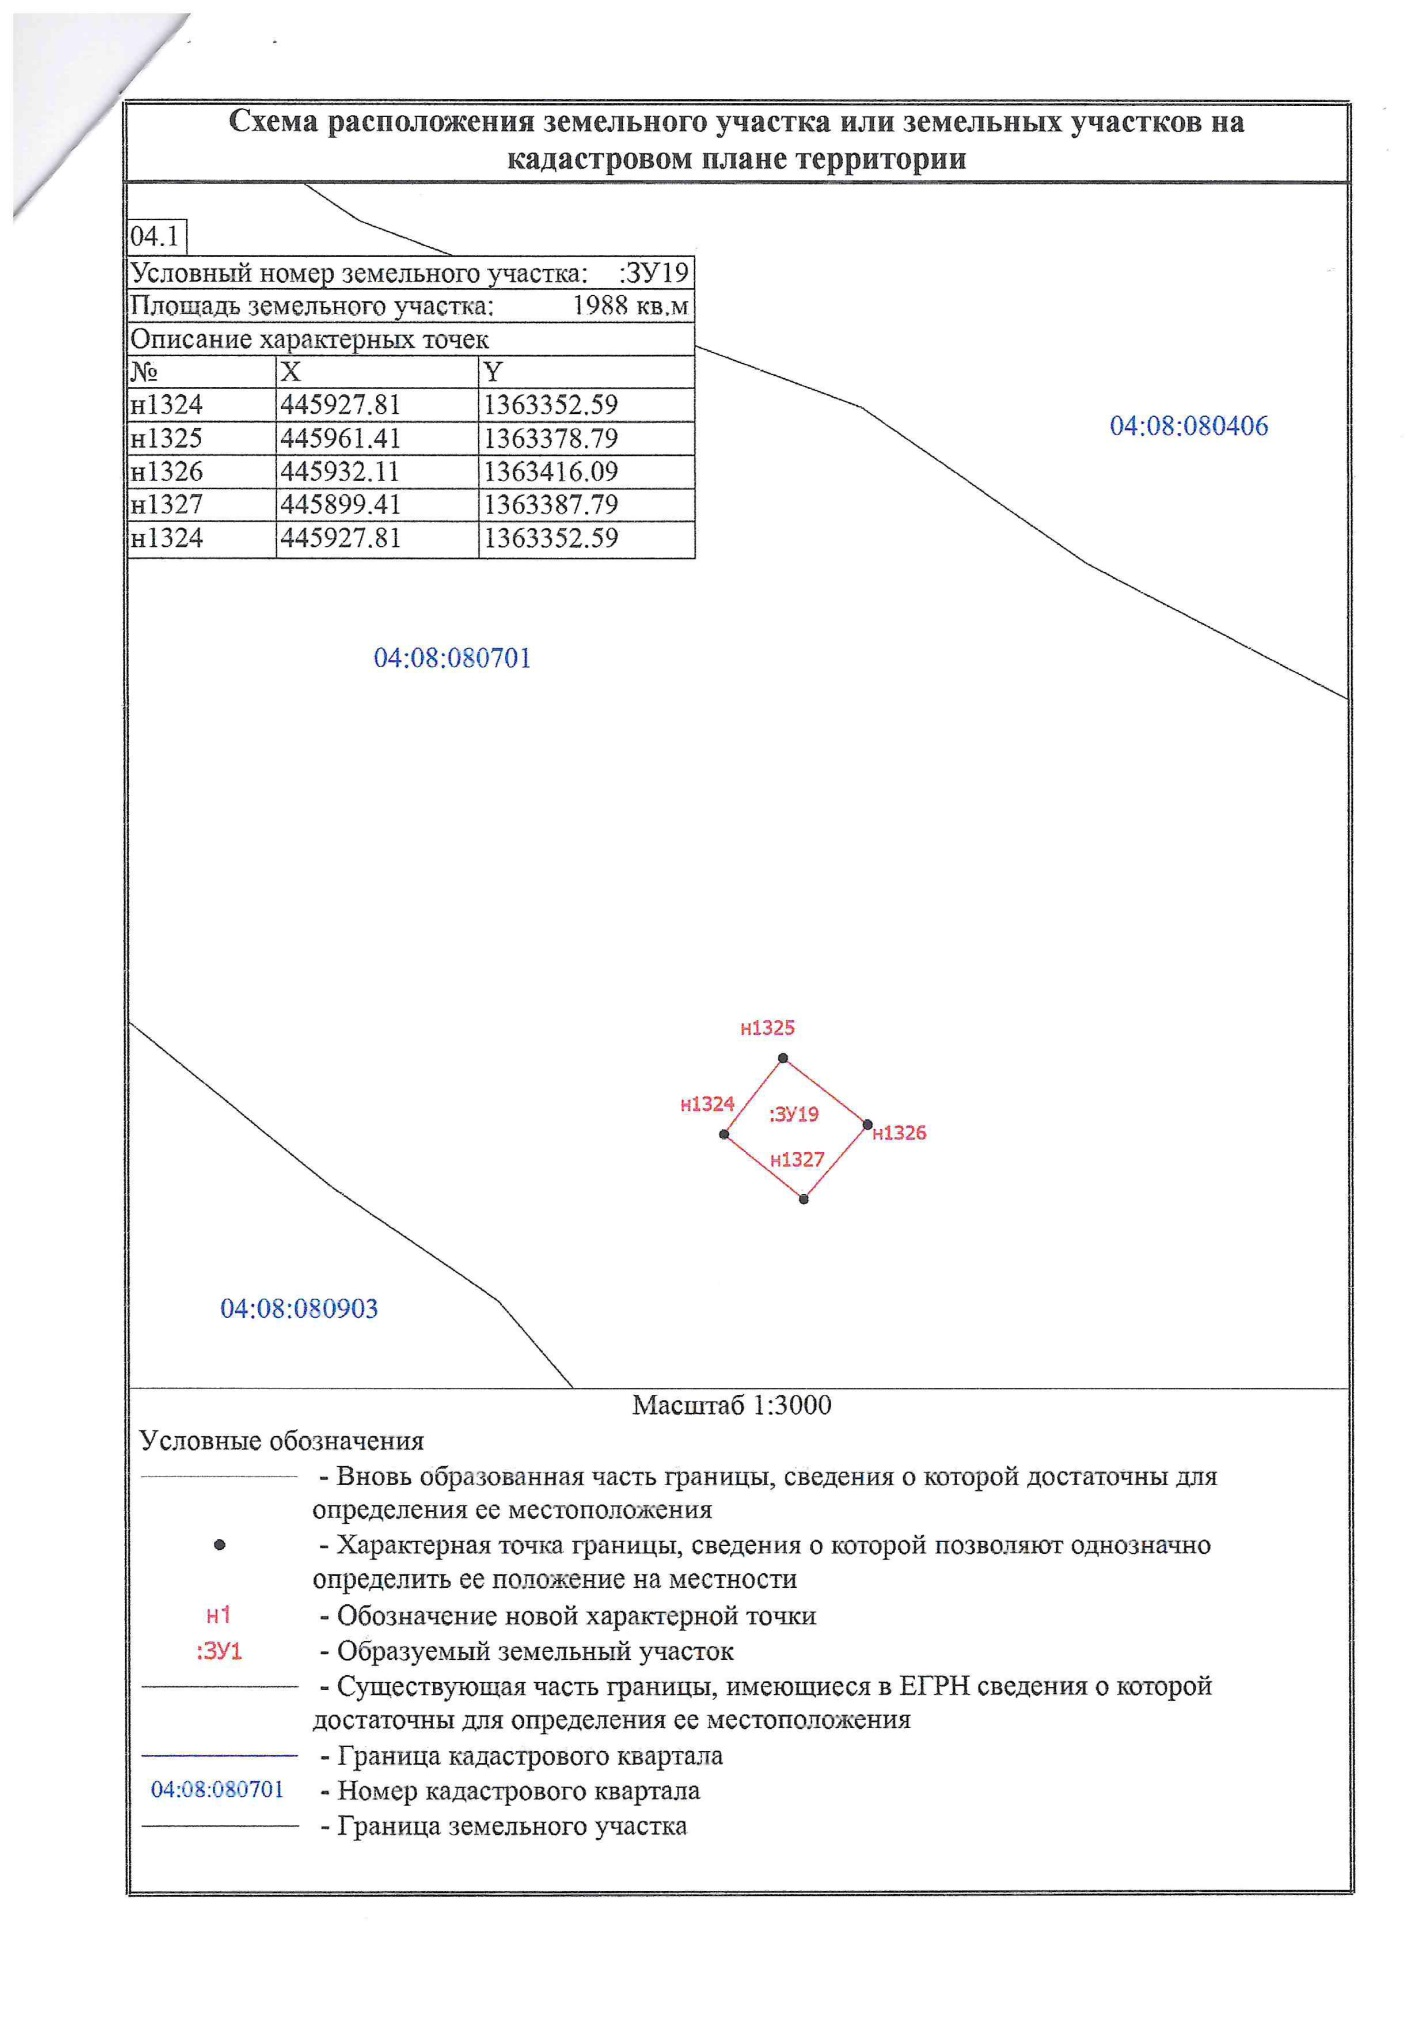 Схема расположения земельного участка или земельных участков на
кадастровом плане территории
04.1
Условный номер земельного участка: :ЗУ19
Площадь земельного участка: 1988 кв.м
Описание характерных точек
№ X Y
н1324 445927.81 1363352.59
н1325 445961.41 1363378.79
н1326 445932.11 1363416.09
н1327 445899.41 1363387.79
н1324 445927.81 1363352.59
04:08:080406
04:08:080701
н1325
н1324
:ЗУ19
н1326
н1327
04:08:080903
Масштаб 1:3000
Условные обозначения
- Вновь образованная часть границы, сведения о которой достаточны для
определения ее местоположения
- Характерная точка границы, сведения о которой позволяют однозначно
определить ее положение на местности
н1 - Обозначение новой характерной точки
:ЗУ1 - Образуемый земельный участок
- Существующая часть границы, имеющиеся в ЕГРН сведения о которой
достаточны для определения ее местоположения
- Граница кадастрового квартала
04:08:080701 - Номер кадастрового квартала
- Граница земельного участка